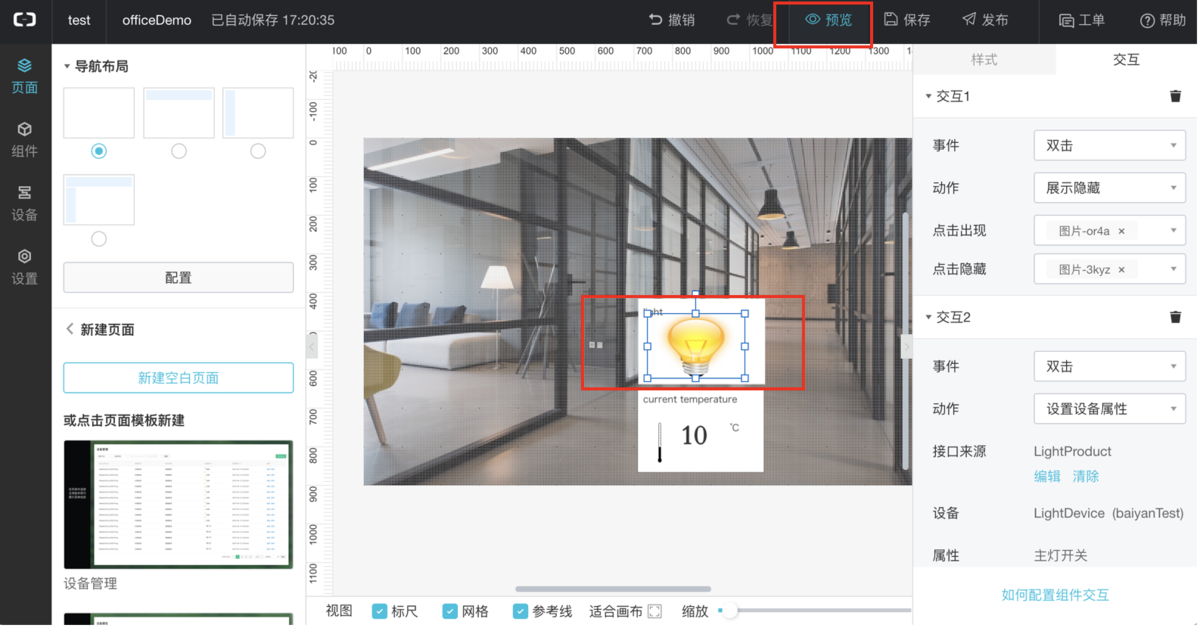 test
officeDemo
已自动保存 17:20:35
撤销
恢复
预览
保存
发布
工单
帮助
页面
组件
设备
设置
导航布局
配置
新建页面
新建空白页面
或点击页面模板新建
设备管理
100 0 100 200 300 400 500 600 700 800 900 1000 1100 1200 1300
-100
0
100
200
300
400
600
700
800
900
1000
1100
light
current temperature
10
℃
视图
标尺
网格
参考线
适合画布
缩放
样式
交互
交互1
事件
双击
动作
展示隐藏
点击出现
图片-or4a ×
点击隐藏
图片-3kyz ×
交互2
事件
双击
动作
设置设备属性
接口来源
LightProduct
编辑 清除
设备
LightDevice (baiyanTest)
属性
主灯开关
如何配置组件交互